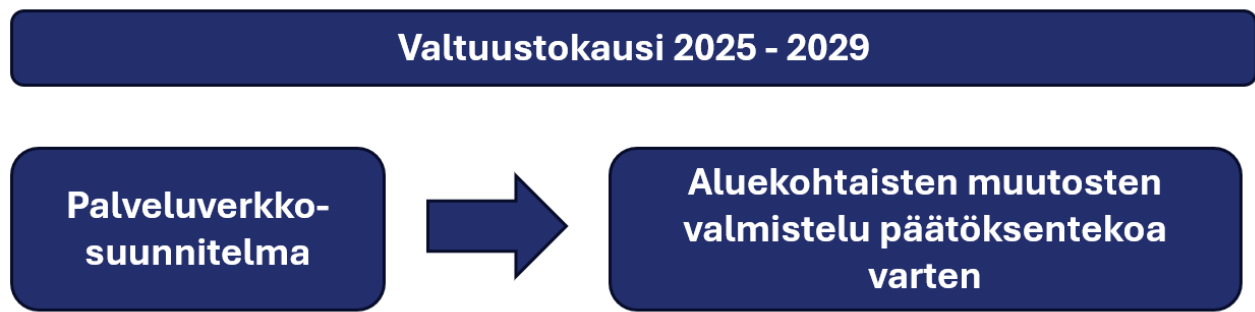 Valtuustokausi 2025 - 2029
Palveluverkko-
suunnitelma
Aluekohtaisten muutosten
valmistelu päätöksentekoa
varten